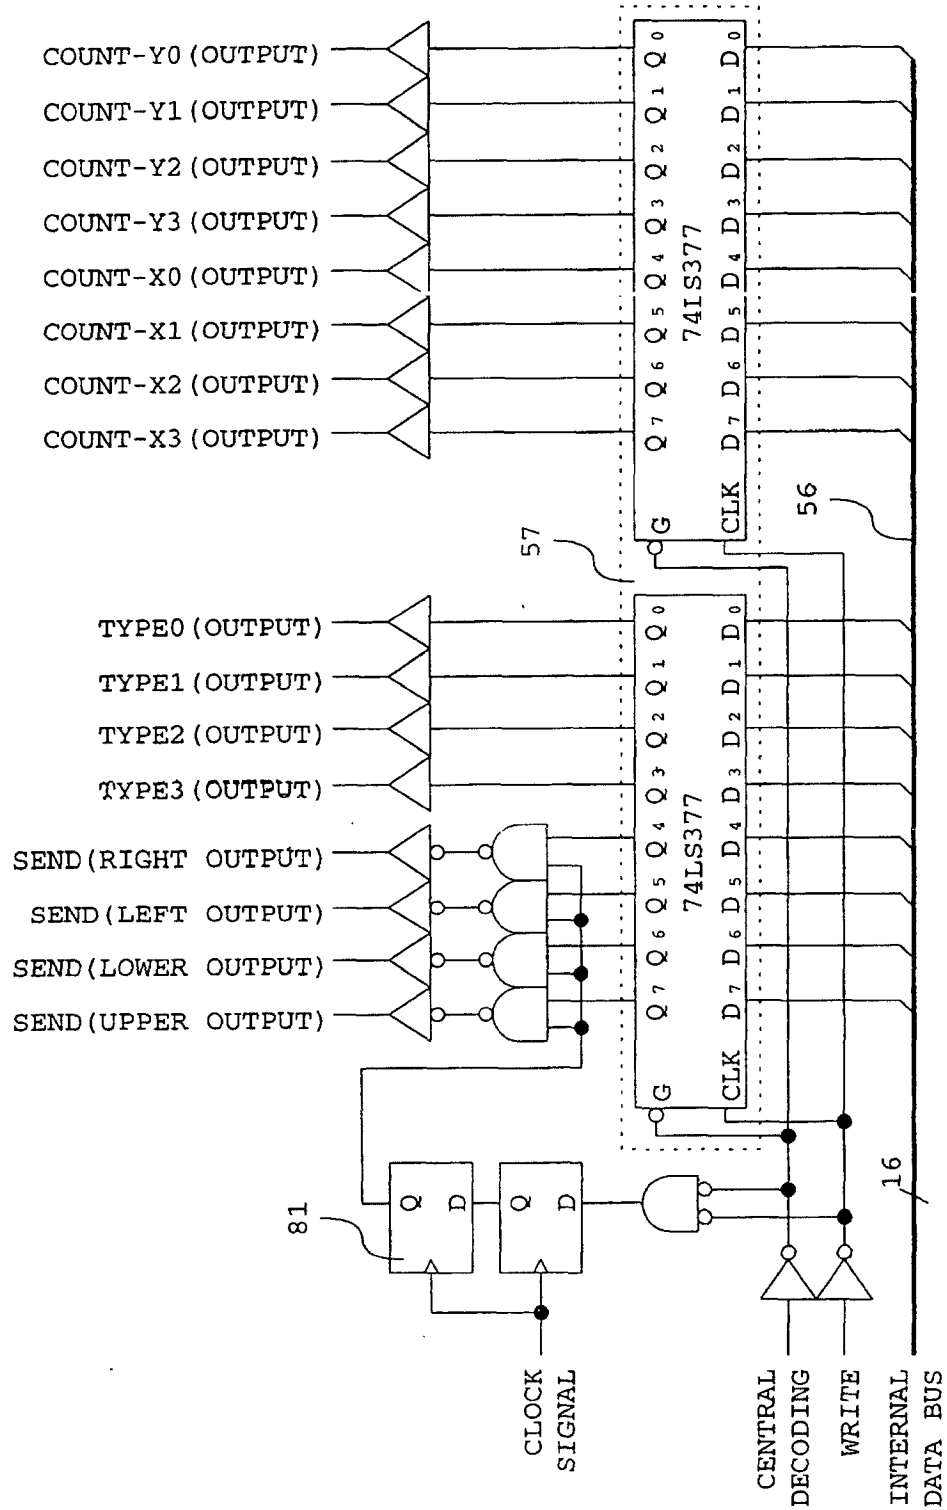 COUNT-Y0(OUTPUT)
COUNT-Y1(OUTPUT)
COUNT-Y2(OUTPUT)
COUNT-Y3(OUTPUT)
COUNT-X0(OUTPUT)
COUNT-X1(OUTPUT)
COUNT-X2(OUTPUT)
COUNT-X3(OUTPUT)
TYPE0(OUTPUT)
TYPE1(OUTPUT)
TYPE2(OUTPUT)
TYPE3(OUTPUT)
SEND(RIGHT OUTPUT)
SEND(LEFT OUTPUT)
SEND(LOWER OUTPUT)
SEND(UPPER OUTPUT)
G Q7 Q6 Q5 Q4 Q3 Q2 Q1 Q0
74IS377
CLK D7 D6 D5 D4 D3 D2 D1 D0
57
56
G Q7 Q6 Q5 Q4 Q3 Q2 Q1 Q0
74LS377
CLK D7 D6 D5 D4 D3 D2 D1 D0
81
Q
D
Q
D
16
CLOCK
SIGNAL
CENTRAL
DECODING
WRITE
INTERNAL
DATA BUS